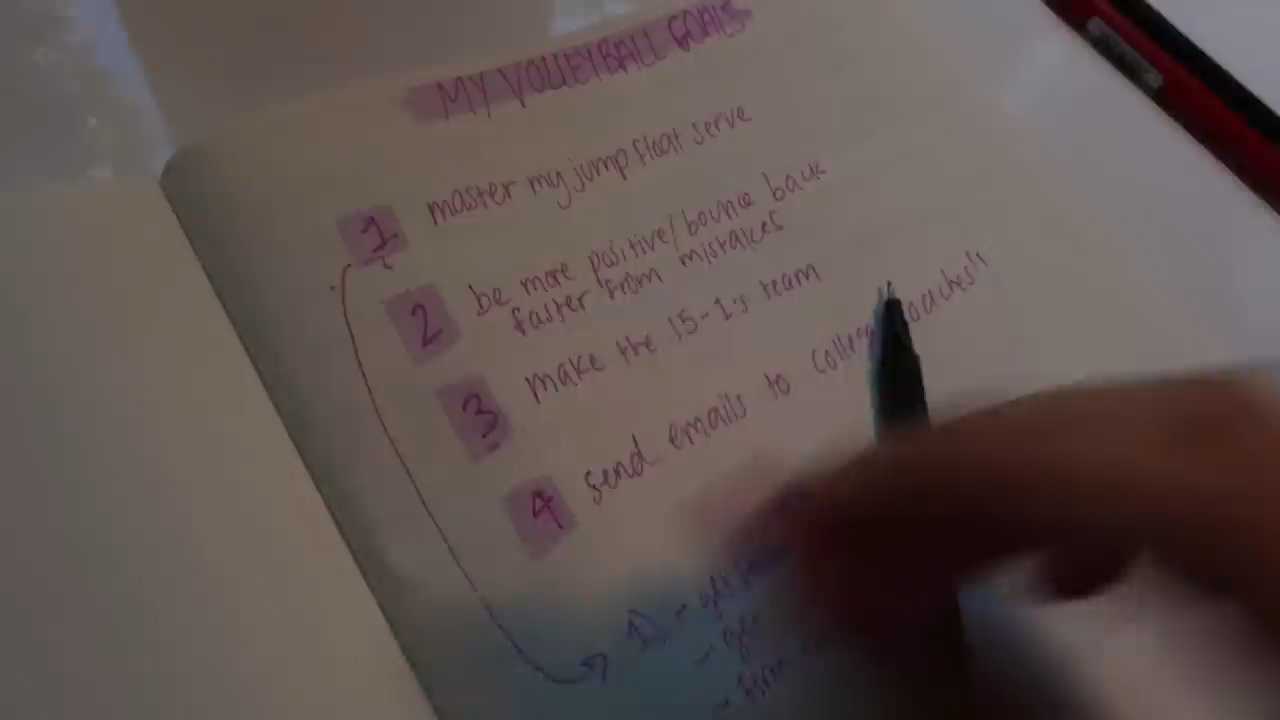 MY VOLLEYBALL GOALS
1 master my jump float serve
2 be more positive/bounce back
faster from mistakes
3 make the 15-1's team
4 send emails to college coaches!!
1) -
-
-